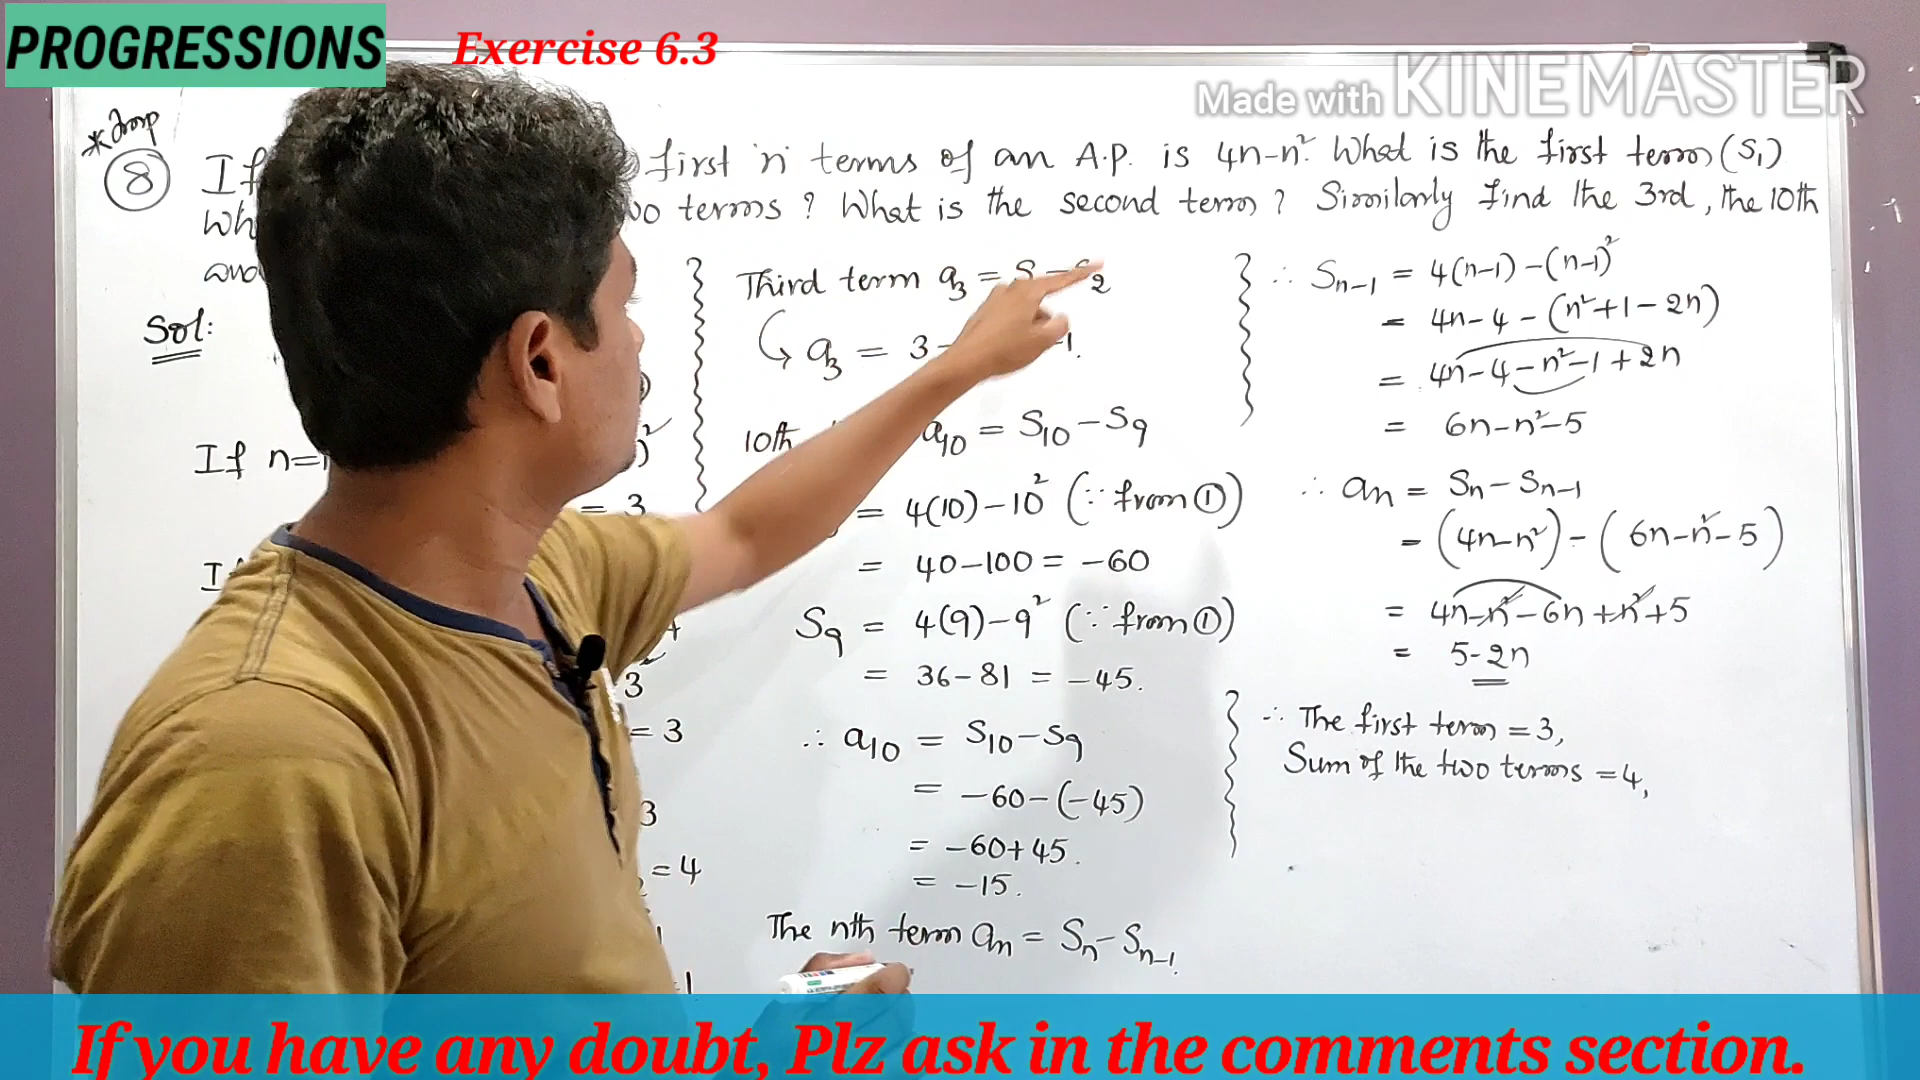 PROGRESSIONS
Exercise 6.3
Made with KINEMASTER
*Imp
8 If first 'n' terms of an A.P. is 4n-n². What is the first term (S₁)
Wh terms ? What is the second term ? Similarly find the 3rd, the 10th
and
Sol:
If n=1
= 3
3
= 3
3
= 4
Third term a₃ = S - S₂
a₃ = 3 - - 1.
10th a₁₀ = S₁₀ - S₉
= 4(10) - 10² (∵ from ①)
= 40 - 100 = -60
S₉ = 4(9) - 9² (∵ from ①)
= 36 - 81 = -45.
∴ a₁₀ = S₁₀ - S₉
= -60 - (-45)
= -60 + 45.
= -15.
The nth term aₙ = Sₙ - Sₙ₋₁.
∴ Sₙ₋₁ = 4(n-1) - (n-1)²
= 4n - 4 - (n² + 1 - 2n)
= 4n - 4 - n² - 1 + 2n
= 6n - n² - 5
∴ aₙ = Sₙ - Sₙ₋₁
= (4n - n²) - (6n - n² - 5)
= 4n - n² - 6n + n² + 5
= 5 - 2n
∴ The first term = 3,
Sum of the two terms = 4,
If you have any doubt, Plz ask in the comments section.